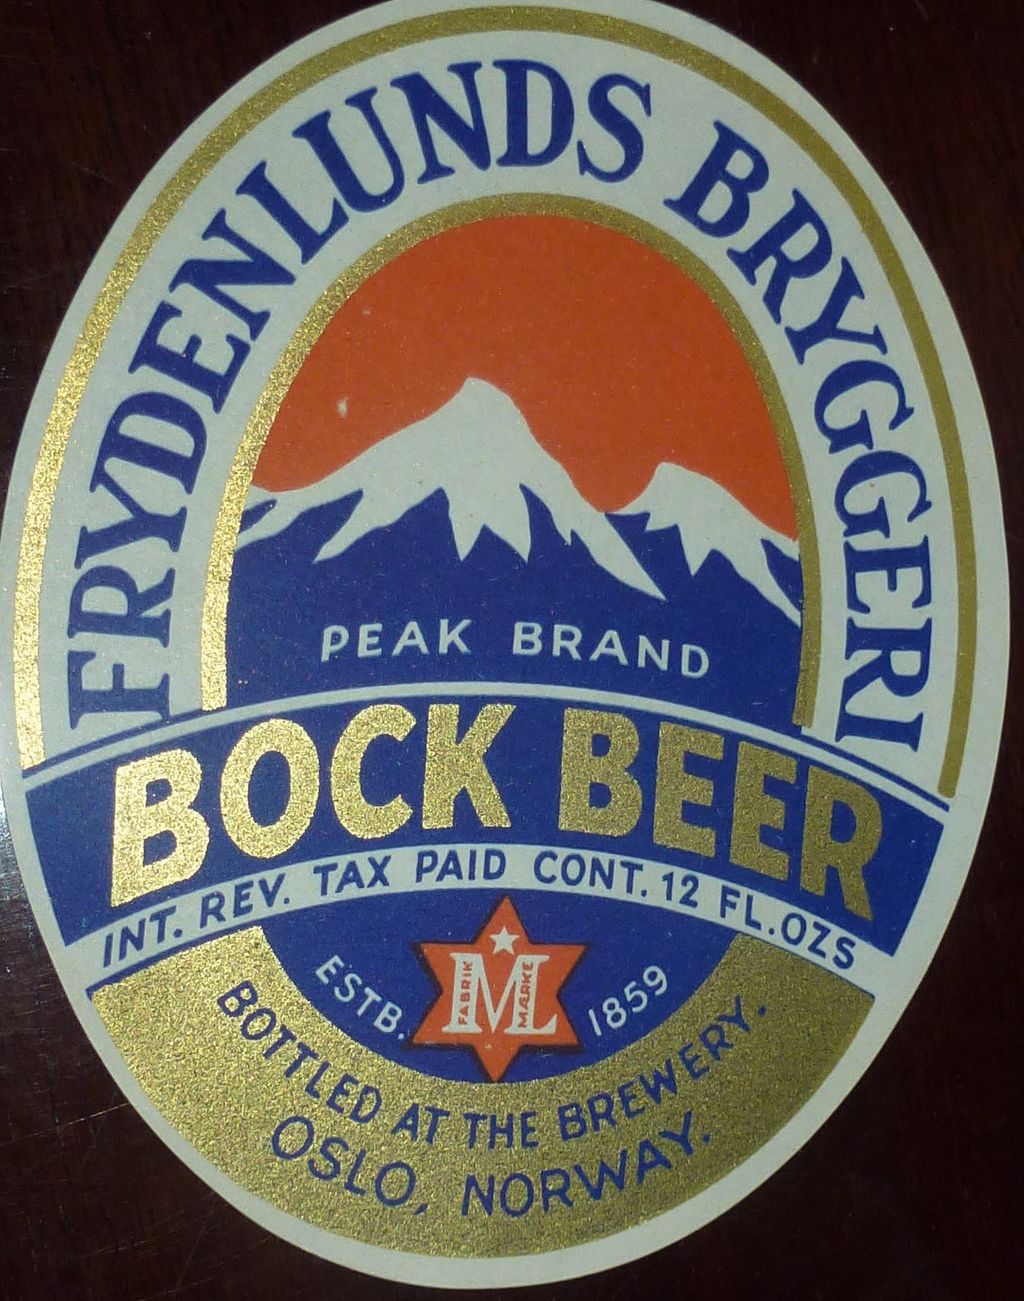 FRYDENLUNDS BRYGGERI
PEAK BRAND
BOCK BEER
INT. REV. TAX PAID CONT. 12 FL.OZS
ESTB. 1859
FABRIK ML MÆRKE
BOTTLED AT THE BREWERY.
OSLO, NORWAY.